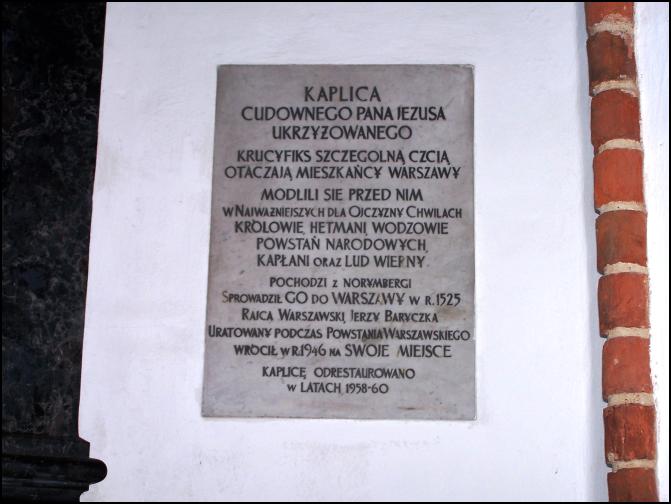 KAPLICA
CUDOWNEGO PANA JEZUSA
UKRZYŻOWANEGO
KRUCYFIKS SZCZEGÓLNĄ CZCIĄ
OTACZAJĄ MIESZKAŃCY WARSZAWY
MODLILI SIĘ PRZED NIM
W NAJWAŻNIEJSZYCH DLA OJCZYZNY CHWILACH
KRÓLOWIE, HETMANI, WODZOWIE
POWSTAŃ NARODOWYCH,
KAPŁANI ORAZ LUD WIERNY.
POCHODZI Z NORYMBERGI
SPROWADZIŁ GO DO WARSZAWY W R. 1525
RAJCA WARSZAWSKI, JERZY BARYCZKA
URATOWANY PODCZAS POWSTANIA WARSZAWSKIEGO
WRÓCIŁ W R.1946 NA SWOJE MIEJSCE
KAPLICĘ ODRESTAUROWANO
W LATACH 1958-60